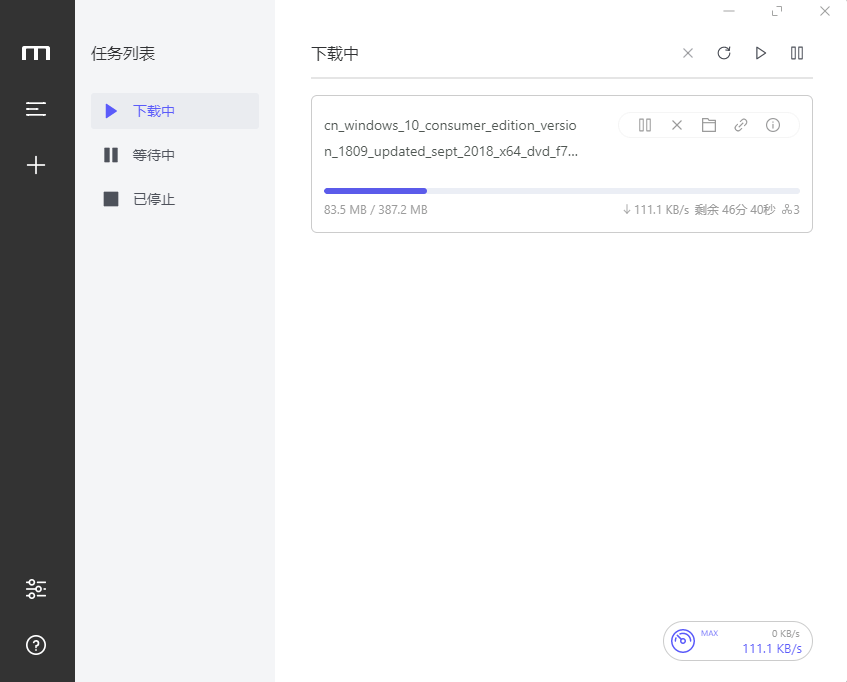 任务列表
下载中
等待中
已停止
下载中
cn_windows_10_consumer_edition_versio
n_1809_updated_sept_2018_x64_dvd_f7...
83.5 MB / 387.2 MB
111.1 KB/s 剩余 46分 40秒 3
MAX
0 KB/s
111.1 KB/s